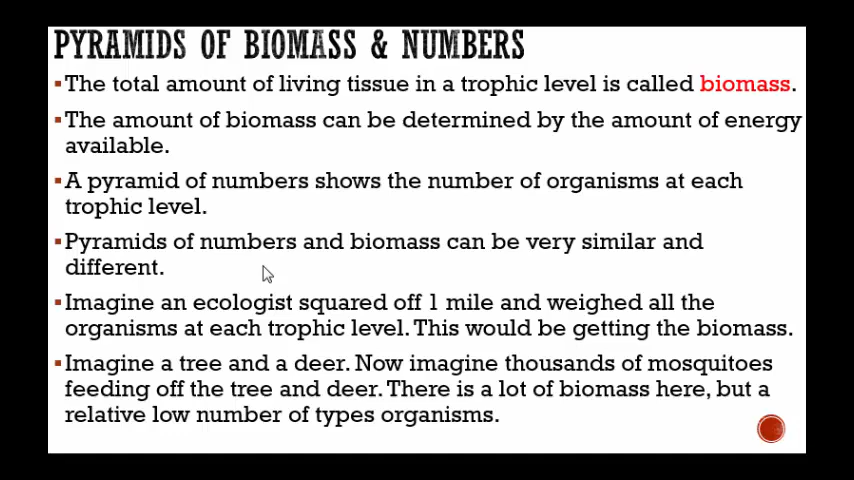 PYRAMIDS OF BIOMASS & NUMBERS
▪The total amount of living tissue in a trophic level is called biomass.
▪The amount of biomass can be determined by the amount of energy
available.
▪A pyramid of numbers shows the number of organisms at each
trophic level.
▪Pyramids of numbers and biomass can be very similar and
different.
▪Imagine an ecologist squared off 1 mile and weighed all the
organisms at each trophic level. This would be getting the biomass.
▪Imagine a tree and a deer. Now imagine thousands of mosquitoes
feeding off the tree and deer. There is a lot of biomass here, but a
relative low number of types organisms.